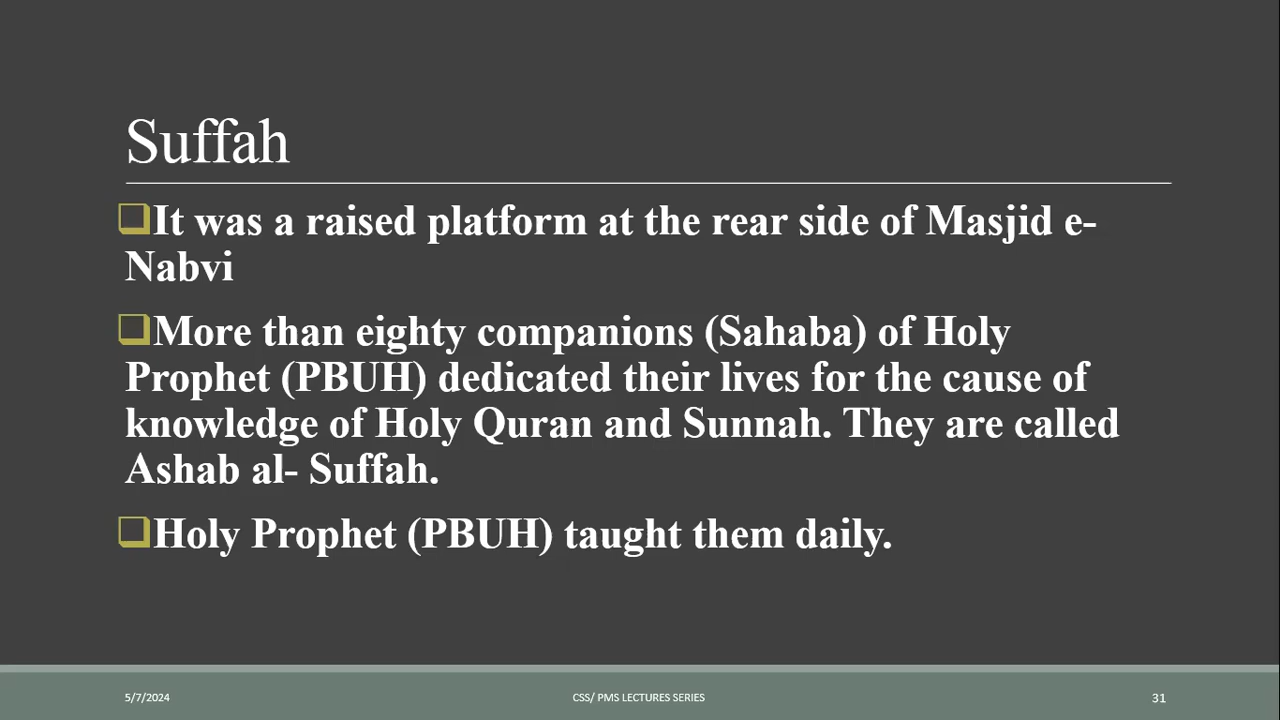 Suffah
It was a raised platform at the rear side of Masjid e-
Nabvi
More than eighty companions (Sahaba) of Holy
Prophet (PBUH) dedicated their lives for the cause of
knowledge of Holy Quran and Sunnah. They are called
Ashab al- Suffah.
Holy Prophet (PBUH) taught them daily.
5/7/2024
CSS/ PMS LECTURES SERIES
31